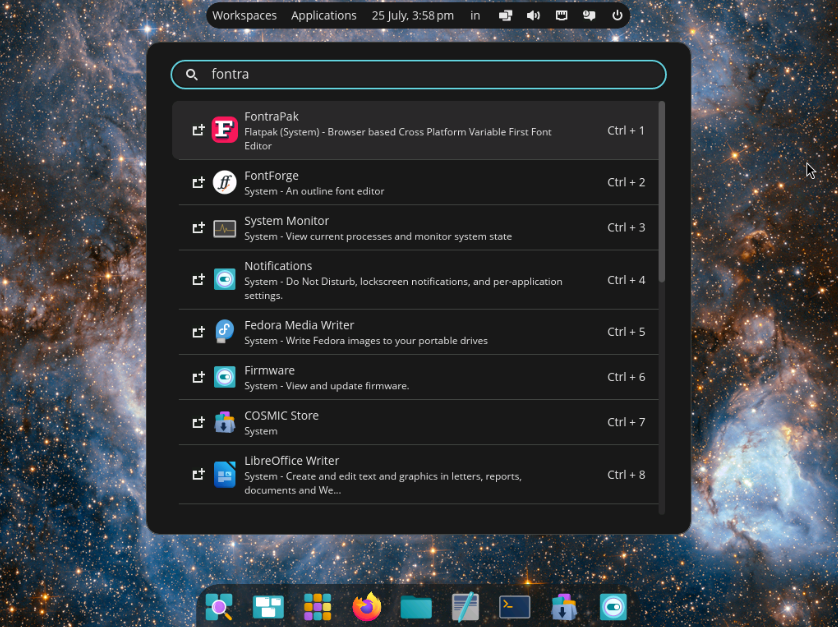 Workspaces Applications 25 July, 3:58 pm in
fontra
FontraPak
Flatpak (System) - Browser based Cross Platform Variable First Font
Editor
Ctrl + 1
FontForge
System - An outline font editor
Ctrl + 2
System Monitor
System - View current processes and monitor system state
Ctrl + 3
Notifications
System - Do Not Disturb, lockscreen notifications, and per-application
settings.
Ctrl + 4
Fedora Media Writer
System - Write Fedora images to your portable drives
Ctrl + 5
Firmware
System - View and update firmware.
Ctrl + 6
COSMIC Store
System
Ctrl + 7
LibreOffice Writer
System - Create and edit text and graphics in letters, reports,
documents and We...
Ctrl + 8